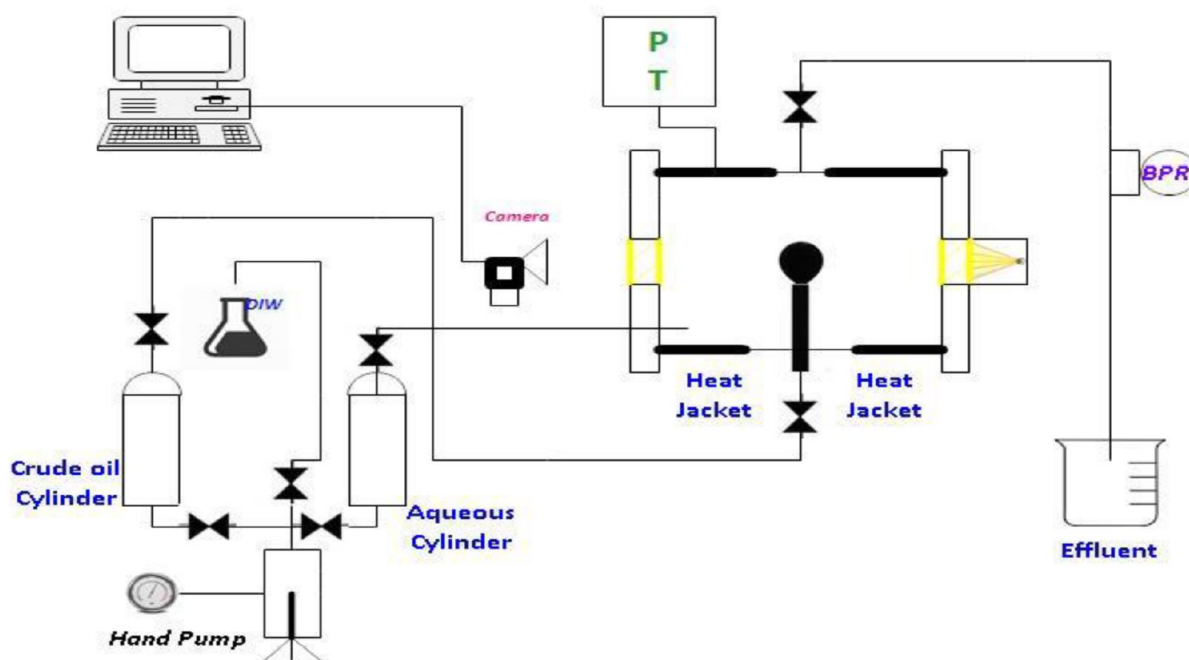 P
T
BPR
Camera
DIW
Heat
Jacket
Heat
Jacket
Crude oil
Cylinder
Aqueous
Cylinder
Effluent
Hand Pump